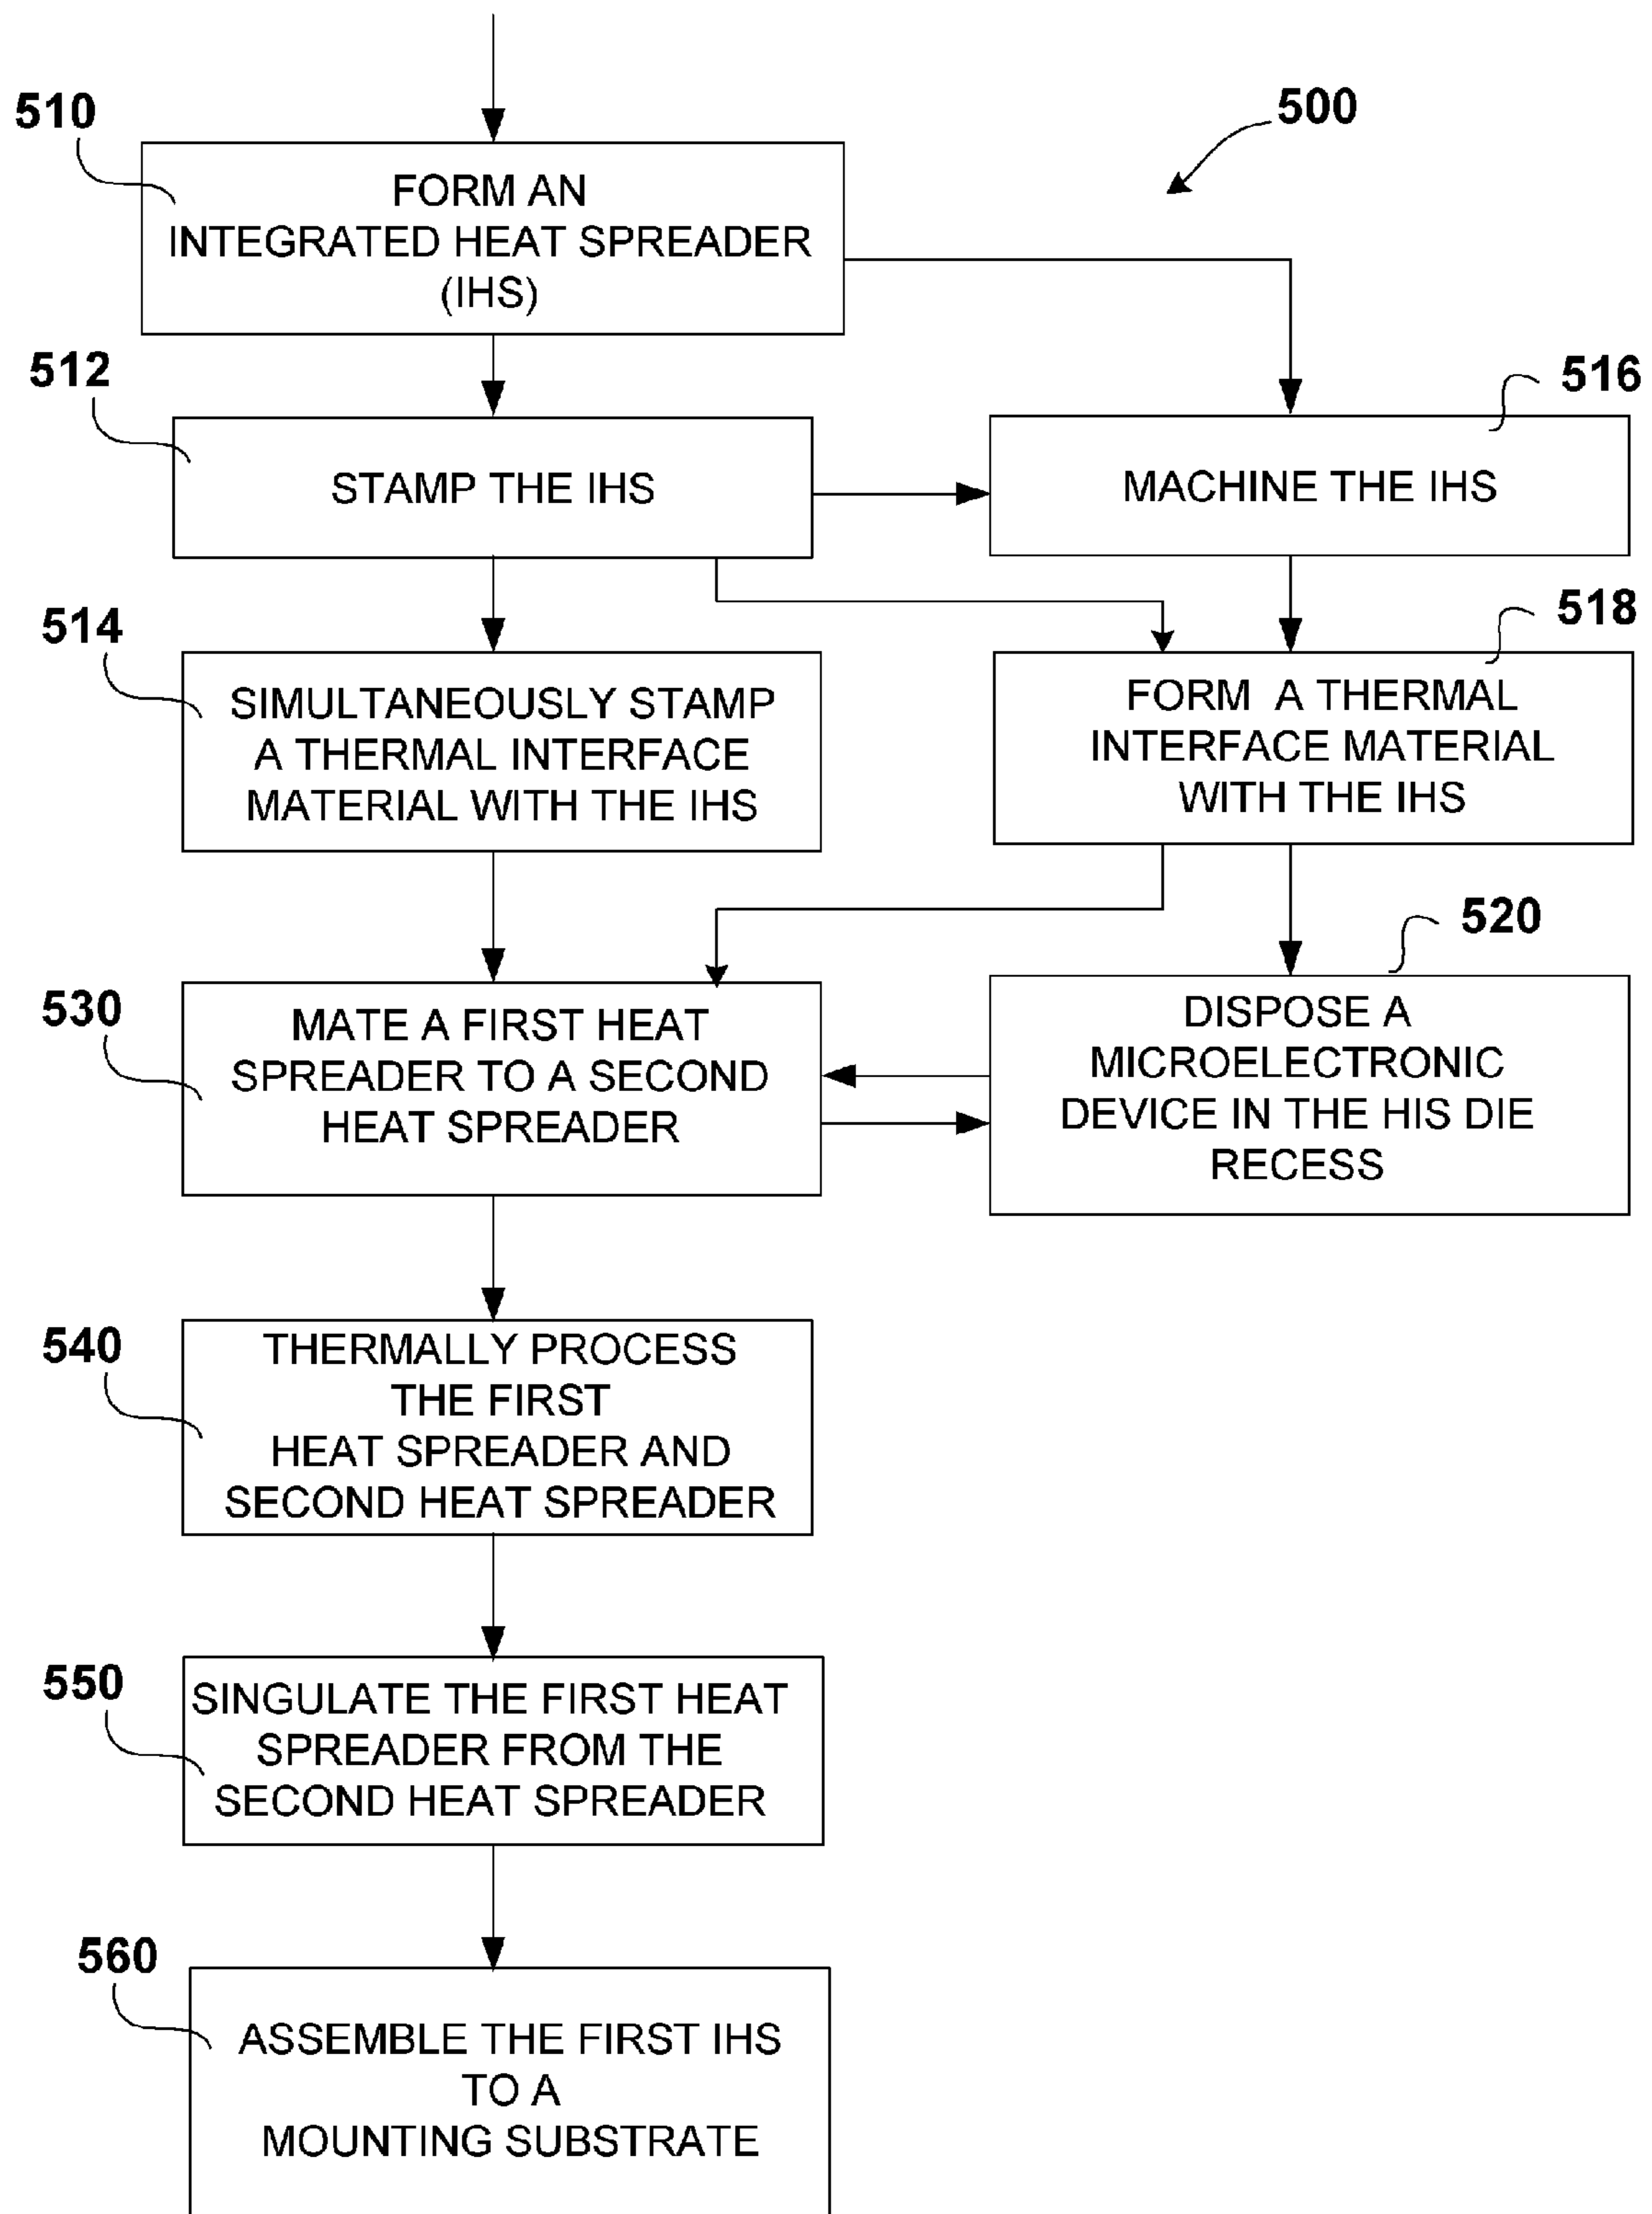 500
510
FORM AN
INTEGRATED HEAT SPREADER
(IHS)
512
STAMP THE IHS
516
MACHINE THE IHS
514
SIMULTANEOUSLY STAMP
A THERMAL INTERFACE
MATERIAL WITH THE IHS
518
FORM A THERMAL
INTERFACE MATERIAL
WITH THE IHS
530
MATE A FIRST HEAT
SPREADER TO A SECOND
HEAT SPREADER
520
DISPOSE A
MICROELECTRONIC
DEVICE IN THE HIS DIE
RECESS
540
THERMALLY PROCESS
THE FIRST
HEAT SPREADER AND
SECOND HEAT SPREADER
550
SINGULATE THE FIRST HEAT
SPREADER FROM THE
SECOND HEAT SPREADER
560
ASSEMBLE THE FIRST IHS
TO A
MOUNTING SUBSTRATE